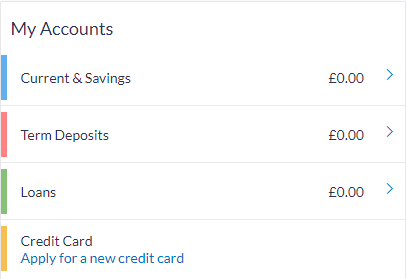 My Accounts
Current & Savings £0.00
Term Deposits £0.00
Loans £0.00
Credit Card
Apply for a new credit card